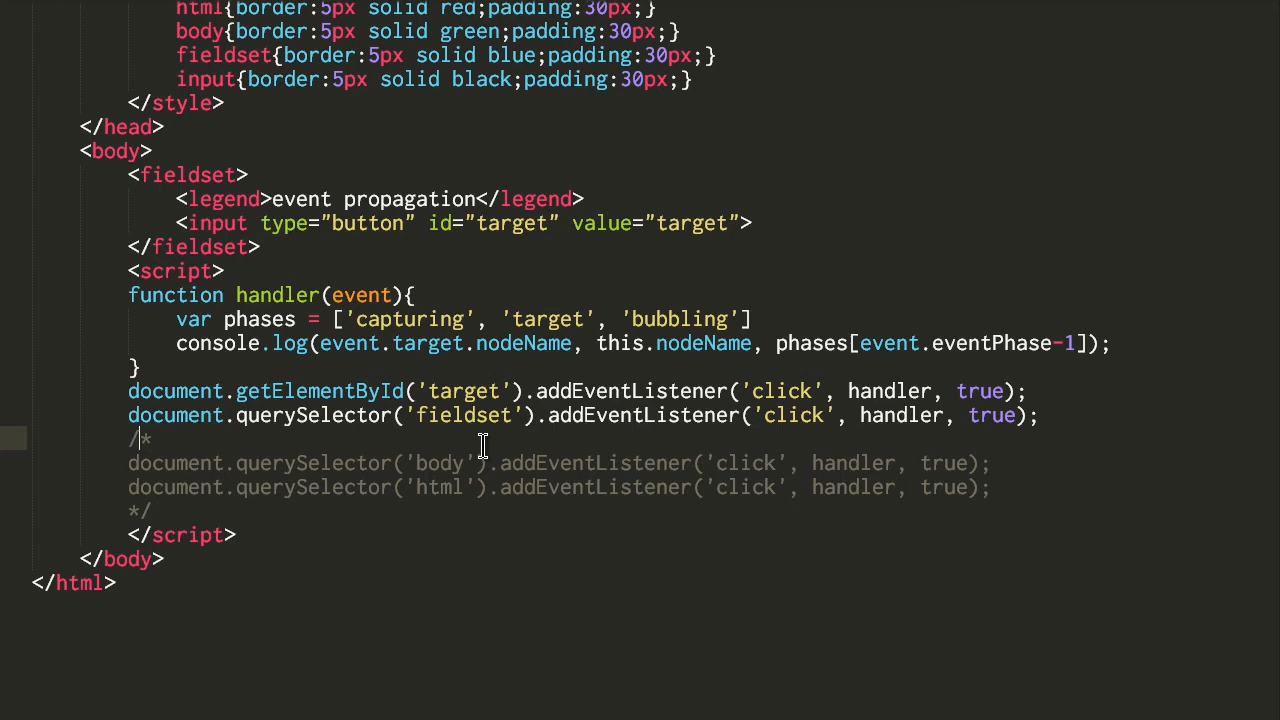 html{border:5px solid red;padding:30px;}
body{border:5px solid green;padding:30px;}
fieldset{border:5px solid blue;padding:30px;}
input{border:5px solid black;padding:30px;}
</style>
</head>
<body>
<fieldset>
<legend>event propagation</legend>
<input type="button" id="target" value="target">
</fieldset>
<script>
function handler(event){
var phases = ['capturing', 'target', 'bubbling']
console.log(event.target.nodeName, this.nodeName, phases[event.eventPhase-1]);
}
document.getElementById('target').addEventListener('click', handler, true);
document.querySelector('fieldset').addEventListener('click', handler, true);
/*
document.querySelector('body').addEventListener('click', handler, true);
document.querySelector('html').addEventListener('click', handler, true);
*/
</script>
</body>
</html>